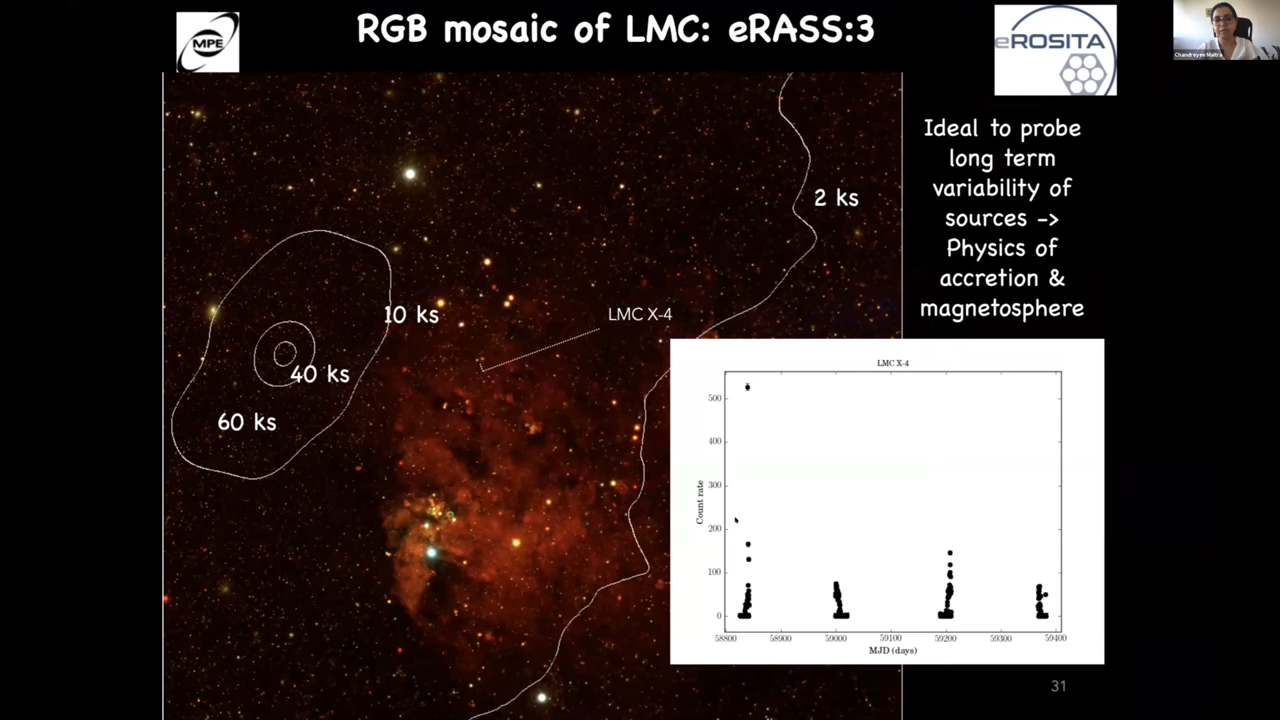 MPE
RGB mosaic of LMC: eRASS:3
eROSITA
Chandreyee Maitra
Ideal to probe
long term
variability of
sources ->
Physics of
accretion &
magnetosphere
2 ks
10 ks
LMC X-4
40 ks
60 ks
LMC X-4
Count rate
500
400
300
200
100
0
58800 58900 59000 59100 59200 59300 59400
MJD (days)
31